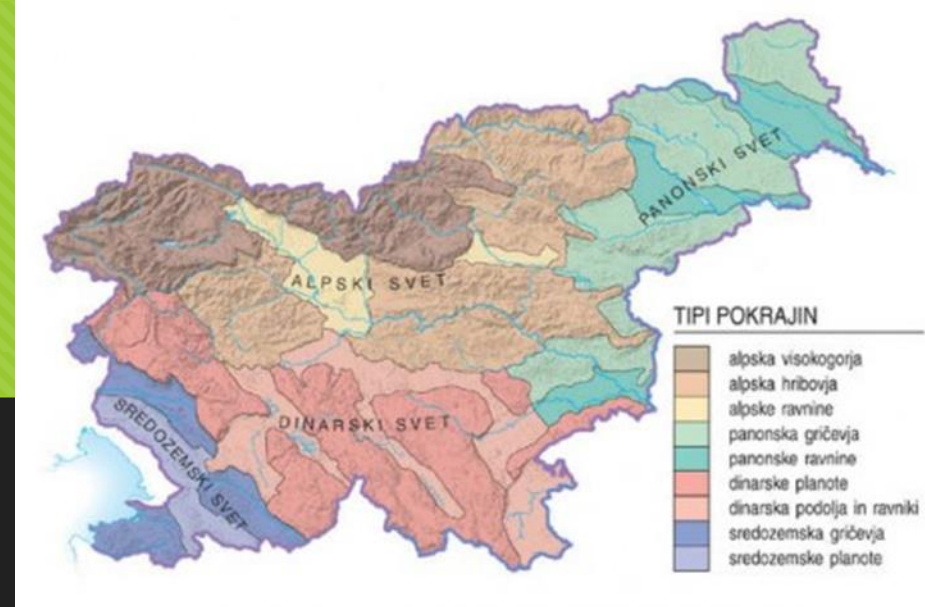 PANONSKI SVET
ALPSKI SVET
DINARSKI SVET
SREDOZEMSKI SVET
TIPI POKRAJIN
alpska visokogorja
alpska hribovja
alpske ravnine
panonska gričevja
panonske ravnine
dinarske planote
dinarska podolja in ravniki
sredozemska gričevja
sredozemske planote